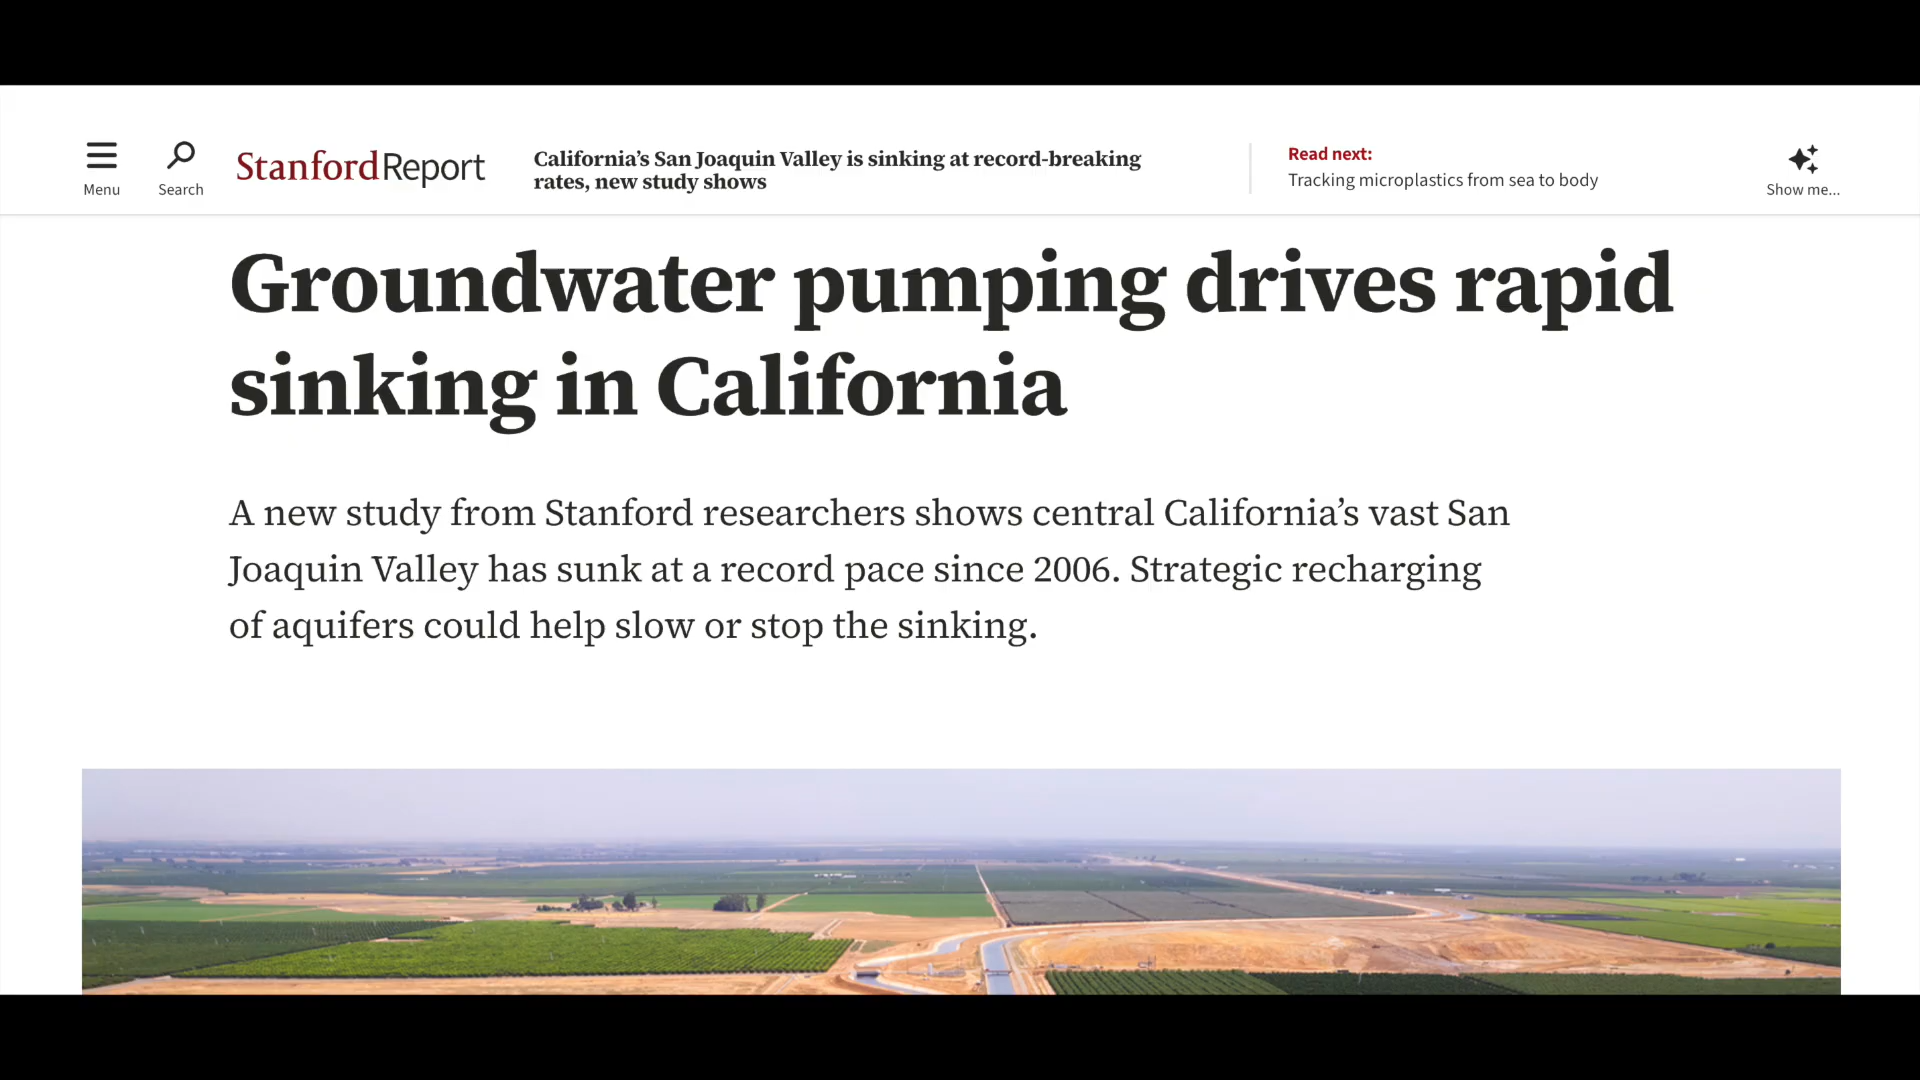 Menu
Search
StanfordReport
California’s San Joaquin Valley is sinking at record-breaking
rates, new study shows
Read next:
Tracking microplastics from sea to body
Show me...
Groundwater pumping drives rapid
sinking in California
A new study from Stanford researchers shows central California’s vast San
Joaquin Valley has sunk at a record pace since 2006. Strategic recharging
of aquifers could help slow or stop the sinking.